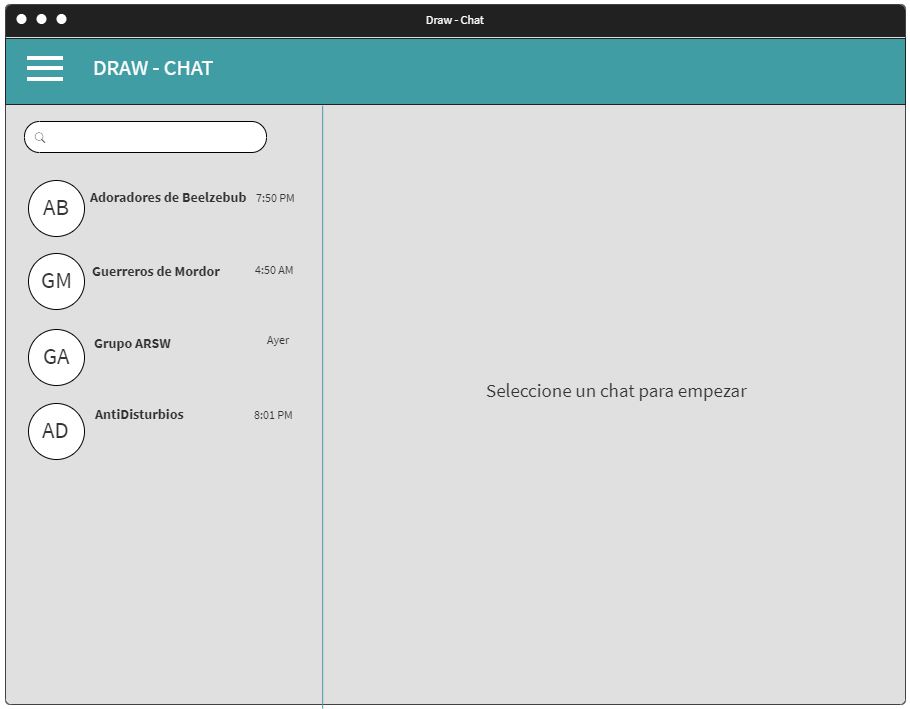 Draw - Chat
DRAW - CHAT
AB
Adoradores de Beelzebub
7:50 PM
GM
Guerreros de Mordor
4:50 AM
GA
Grupo ARSW
Ayer
AD
AntiDisturbios
8:01 PM
Seleccione un chat para empezar